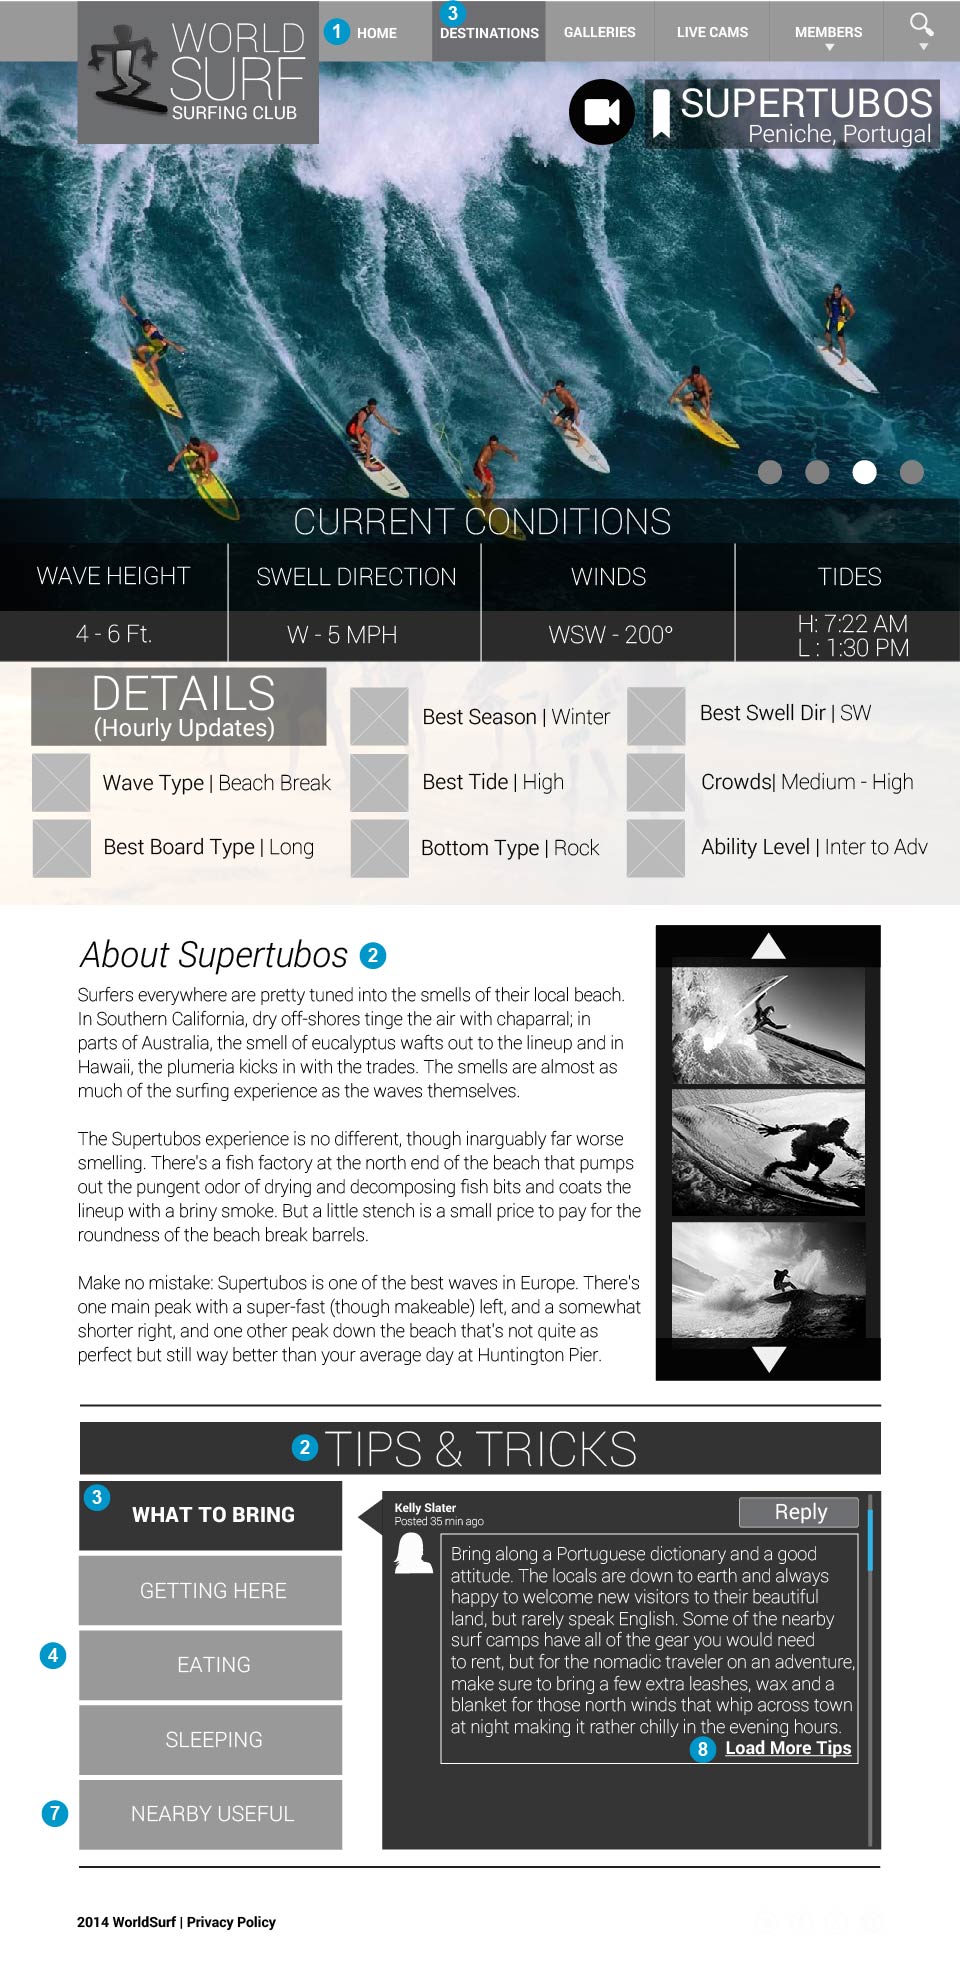 WORLD
SURF
SURFING CLUB
1 HOME
3
DESTINATIONS
GALLERIES
LIVE CAMS
MEMBERS
SUPERTUBOS
Peniche, Portugal
CURRENT CONDITIONS
WAVE HEIGHT
SWELL DIRECTION
WINDS
TIDES
4 - 6 Ft.
W - 5 MPH
WSW - 200°
H: 7:22 AM
L : 1:30 PM
DETAILS
(Hourly Updates)
Best Season | Winter
Best Swell Dir | SW
Wave Type | Beach Break
Best Tide | High
Crowds| Medium - High
Best Board Type | Long
Bottom Type | Rock
Ability Level | Inter to Adv
About Supertubos 2
Surfers everywhere are pretty tuned into the smells of their local beach.
In Southern California, dry off-shores tinge the air with chaparral; in
parts of Australia, the smell of eucalyptus wafts out to the lineup and in
Hawaii, the plumeria kicks in with the trades. The smells are almost as
much of the surfing experience as the waves themselves.
The Supertubos experience is no different, though inarguably far worse
smelling. There's a fish factory at the north end of the beach that pumps
out the pungent odor of drying and decomposing fish bits and coats the
lineup with a briny smoke. But a little stench is a small price to pay for the
roundness of the beach break barrels.
Make no mistake: Supertubos is one of the best waves in Europe. There's
one main peak with a super-fast (though makeable) left, and a somewhat
shorter right, and one other peak down the beach that's not quite as
perfect but still way better than your average day at Huntington Pier.
2 TIPS & TRICKS
3
WHAT TO BRING
GETTING HERE
4 EATING
SLEEPING
7 NEARBY USEFUL
Kelly Slater
Posted 35 min ago
Reply
Bring along a Portuguese dictionary and a good
attitude. The locals are down to earth and always
happy to welcome new visitors to their beautiful
land, but rarely speak English. Some of the nearby
surf camps have all of the gear you would need
to rent, but for the nomadic traveler on an adventure,
make sure to bring a few extra leashes, wax and a
blanket for those north winds that whip across town
at night making it rather chilly in the evening hours.
8 Load More Tips
2014 WorldSurf | Privacy Policy